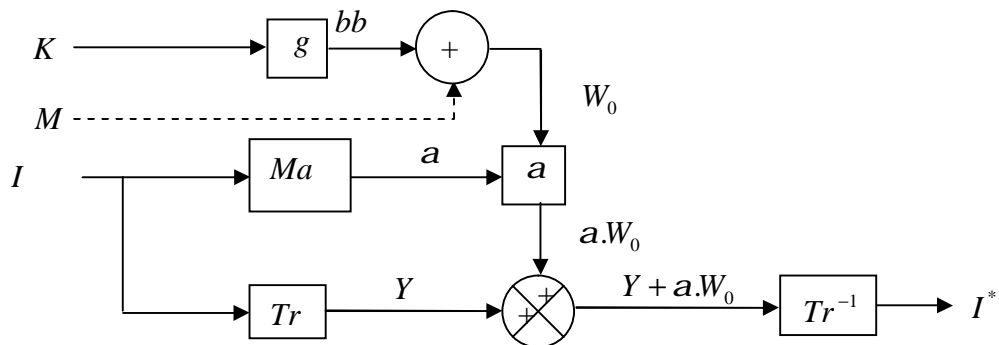 K
g
bb
+
W₀
M
I
Ma
a
a
a.W₀
Tr
Y
+
+
Y + a.W₀
Tr⁻¹
I*